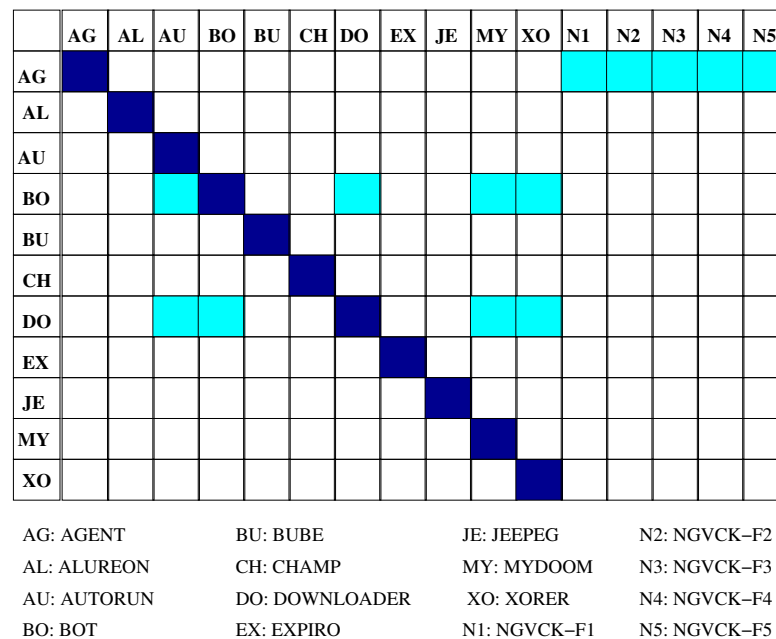 AG AL AU BO BU CH DO EX JE MY XO N1 N2 N3 N4 N5
AG
AL
AU
BO
BU
CH
DO
EX
JE
MY
XO
AG: AGENT BU: BUBE JE: JEEPEG N2: NGVCK−F2
AL: ALUREON CH: CHAMP MY: MYDOOM N3: NGVCK−F3
AU: AUTORUN DO: DOWNLOADER XO: XORER N4: NGVCK−F4
BO: BOT EX: EXPIRO N1: NGVCK−F1 N5: NGVCK−F5